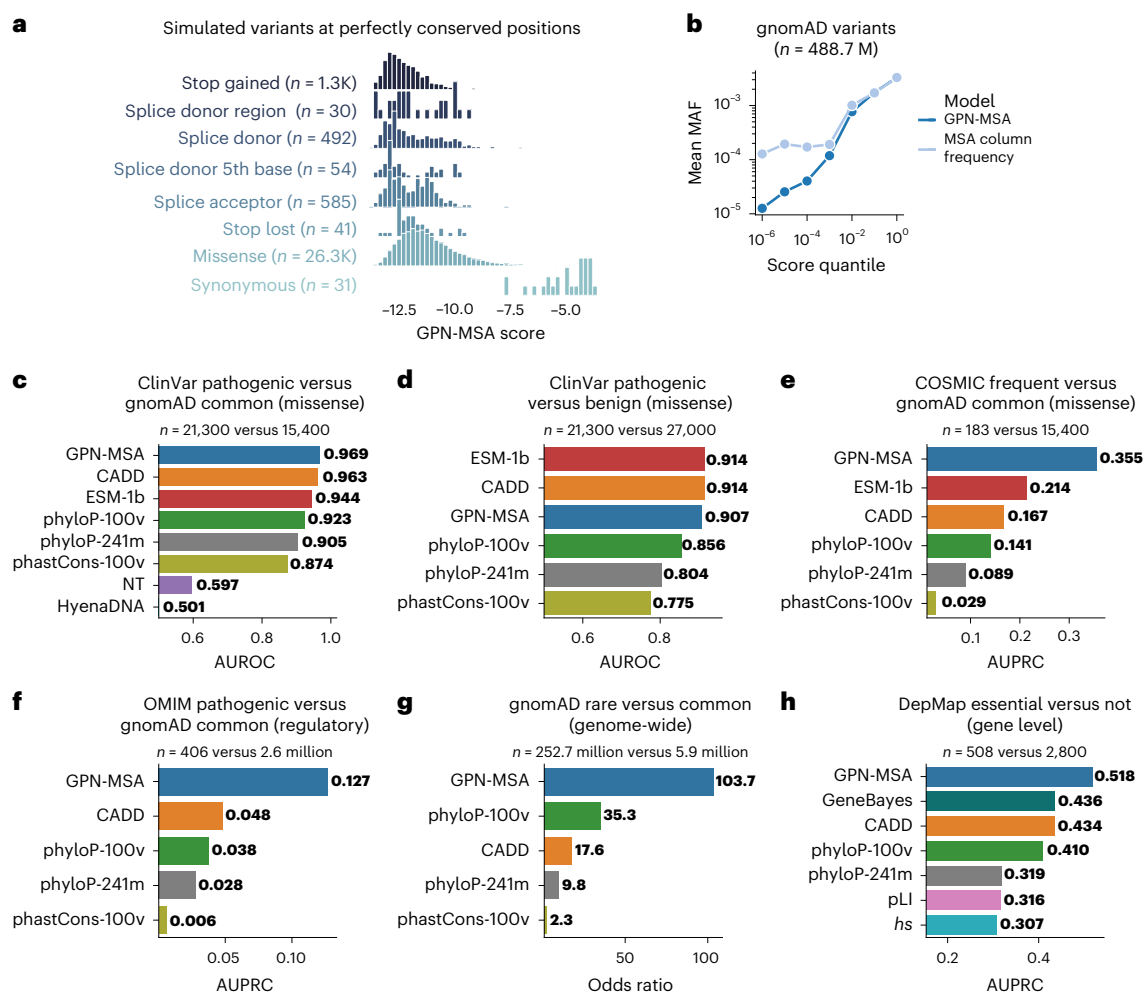 a
Simulated variants at perfectly conserved positions
Stop gained (n = 1.3K)
Splice donor region (n = 30)
Splice donor (n = 492)
Splice donor 5th base (n = 54)
Splice acceptor (n = 585)
Stop lost (n = 41)
Missense (n = 26.3K)
Synonymous (n = 31)
−12.5 −10.0 −7.5 −5.0
GPN-MSA score
b
gnomAD variants
(n = 488.7 M)
Mean MAF
10⁻³
10⁻⁴
10⁻⁵
10⁻⁶ 10⁻⁴ 10⁻² 10⁰
Score quantile
Model
GPN-MSA
MSA column
frequency
c
ClinVar pathogenic versus
gnomAD common (missense)
n = 21,300 versus 15,400
GPN-MSA 0.969
CADD 0.963
ESM-1b 0.944
phyloP-100v 0.923
phyloP-241m 0.905
phastCons-100v 0.874
NT 0.597
HyenaDNA 0.501
0.6 0.8 1.0
AUROC
d
ClinVar pathogenic
versus benign (missense)
n = 21,300 versus 27,000
ESM-1b 0.914
CADD 0.914
GPN-MSA 0.907
phyloP-100v 0.856
phyloP-241m 0.804
phastCons-100v 0.775
0.6 0.8
AUROC
e
COSMIC frequent versus
gnomAD common (missense)
n = 183 versus 15,400
GPN-MSA 0.355
ESM-1b 0.214
CADD 0.167
phyloP-100v 0.141
phyloP-241m 0.089
phastCons-100v 0.029
0.1 0.2 0.3
AUPRC
f
OMIM pathogenic versus
gnomAD common (regulatory)
n = 406 versus 2.6 million
GPN-MSA 0.127
CADD 0.048
phyloP-100v 0.038
phyloP-241m 0.028
phastCons-100v 0.006
0.05 0.10
AUPRC
g
gnomAD rare versus common
(genome-wide)
n = 252.7 million versus 5.9 million
GPN-MSA 103.7
phyloP-100v 35.3
CADD 17.6
phyloP-241m 9.8
phastCons-100v 2.3
50 100
Odds ratio
h
DepMap essential versus not
(gene level)
n = 508 versus 2,800
GPN-MSA 0.518
GeneBayes 0.436
CADD 0.434
phyloP-100v 0.410
phyloP-241m 0.319
pLI 0.316
hs 0.307
0.2 0.4
AUPRC